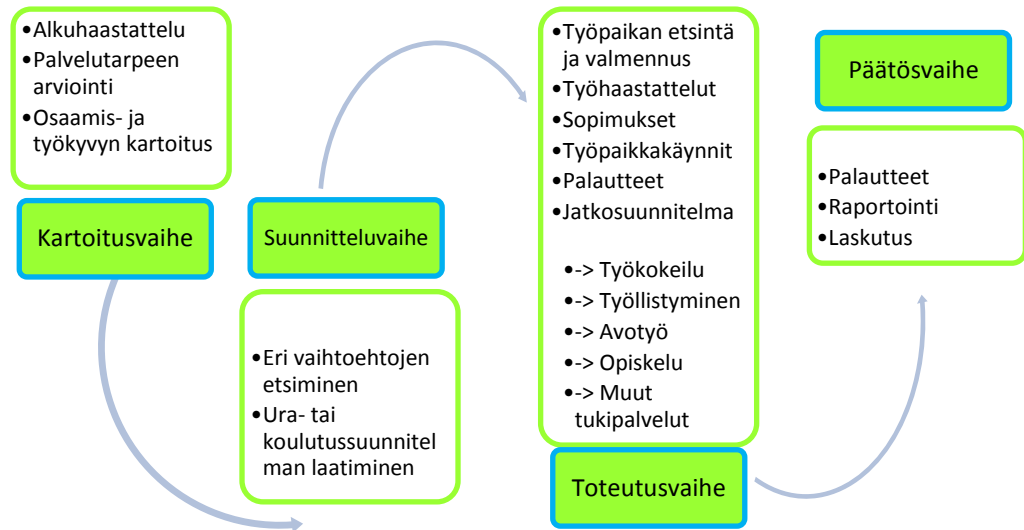 •Alkuhaastattelu
•Palvelutarpeen
arviointi
•Osaamis- ja
työkyvyn kartoitus
Kartoitusvaihe
Suunnitteluvaihe
•Eri vaihtoehtojen
etsiminen
•Ura- tai
koulutussuunnitel
man laatiminen
•Työpaikan etsintä
ja valmennus
•Työhaastattelut
•Sopimukset
•Työpaikkakäynnit
•Palautteet
•Jatkosuunnitelma
•-> Työkokeilu
•-> Työllistyminen
•-> Avotyö
•-> Opiskelu
•-> Muut
tukipalvelut
Toteutusvaihe
Päätösvaihe
•Palautteet
•Raportointi
•Laskutus